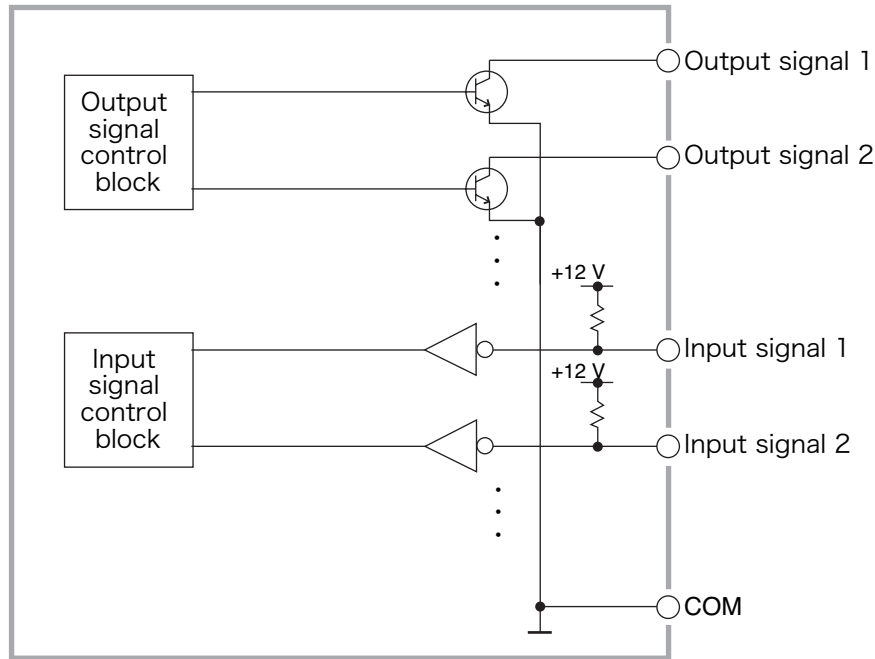 Output signal 1
Output
signal
control
block
Output signal 2
+12 V
Input signal 1
Input
signal
control
block
+12 V
Input signal 2
COM